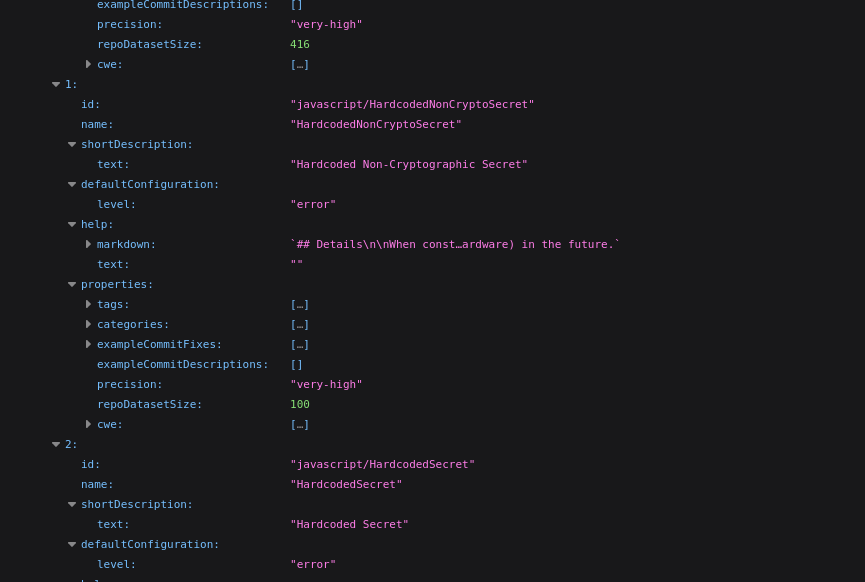 exampleCommitDescriptions: []
precision: "very-high"
repoDatasetSize: 416
cwe: […]
1:
id: "javascript/HardcodedNonCryptoSecret"
name: "HardcodedNonCryptoSecret"
shortDescription:
text: "Hardcoded Non-Cryptographic Secret"
defaultConfiguration:
level: "error"
help:
markdown: `## Details\n\nWhen const…ardware) in the future.`
text: ""
properties:
tags: […]
categories: […]
exampleCommitFixes: […]
exampleCommitDescriptions: []
precision: "very-high"
repoDatasetSize: 100
cwe: […]
2:
id: "javascript/HardcodedSecret"
name: "HardcodedSecret"
shortDescription:
text: "Hardcoded Secret"
defaultConfiguration:
level: "error"